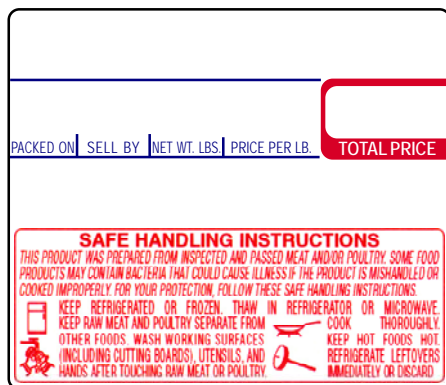 PACKED ON SELL BY NET WT. LBS. PRICE PER LB. TOTAL PRICE
SAFE HANDLING INSTRUCTIONS
THIS PRODUCT WAS PREPARED FROM INSPECTED AND PASSED MEAT AND/OR POULTRY. SOME FOOD
PRODUCTS MAY CONTAIN BACTERIA THAT COULD CAUSE ILLNESS IF THE PRODUCT IS MISHANDLED OR
COOKED IMPROPERLY. FOR YOUR PROTECTION, FOLLOW THESE SAFE HANDLING INSTRUCTIONS.
KEEP REFRIGERATED OR FROZEN. THAW IN REFRIGERATOR OR MICROWAVE.
KEEP RAW MEAT AND POULTRY SEPARATE FROM
OTHER FOODS. WASH WORKING SURFACES
(INCLUDING CUTTING BOARDS), UTENSILS, AND
HANDS AFTER TOUCHING RAW MEAT OR POULTRY.
COOK THOROUGHLY.
KEEP HOT FOODS HOT.
REFRIGERATE LEFTOVERS
IMMEDIATELY OR DISCARD.